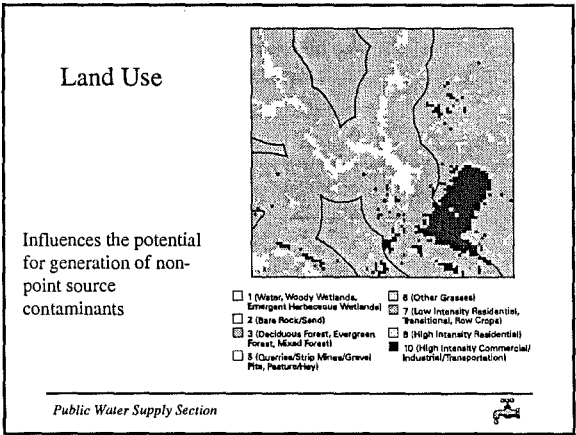 Land Use
Influences the potential
for generation of non-
point source
contaminants
1 (Water, Woody Wetlands,
Emergent Herbaceous Wetlands)
2 (Bare Rock/Sand)
3 (Deciduous Forest, Evergreen
Forest, Mixed Forest)
5 (Quarries/Strip Mines/Gravel
Pits, Pasture/Hay)
6 (Other Grasses)
7 (Low Intensity Residential,
Transitional, Row Crops)
8 (High Intensity Residential)
10 (High Intensity Commercial/
Industrial/Transportation)
Public Water Supply Section